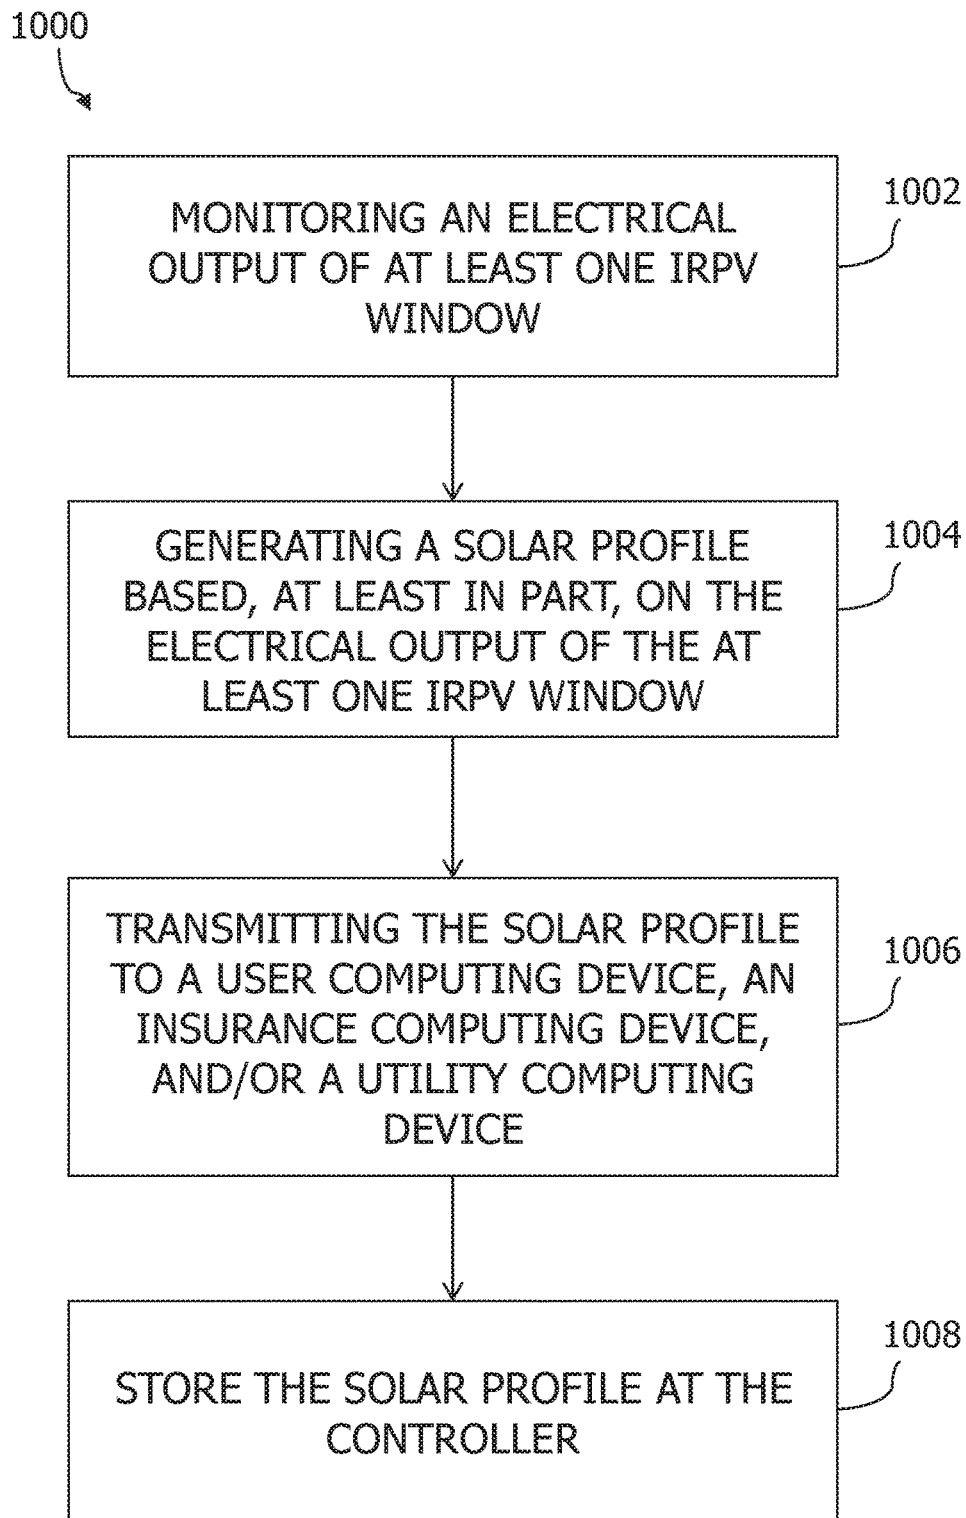 1000
MONITORING AN ELECTRICAL
OUTPUT OF AT LEAST ONE IRPV
WINDOW
1002
GENERATING A SOLAR PROFILE
BASED, AT LEAST IN PART, ON THE
ELECTRICAL OUTPUT OF THE AT
LEAST ONE IRPV WINDOW
1004
TRANSMITTING THE SOLAR PROFILE
TO A USER COMPUTING DEVICE, AN
INSURANCE COMPUTING DEVICE,
AND/OR A UTILITY COMPUTING
DEVICE
1006
STORE THE SOLAR PROFILE AT THE
CONTROLLER
1008